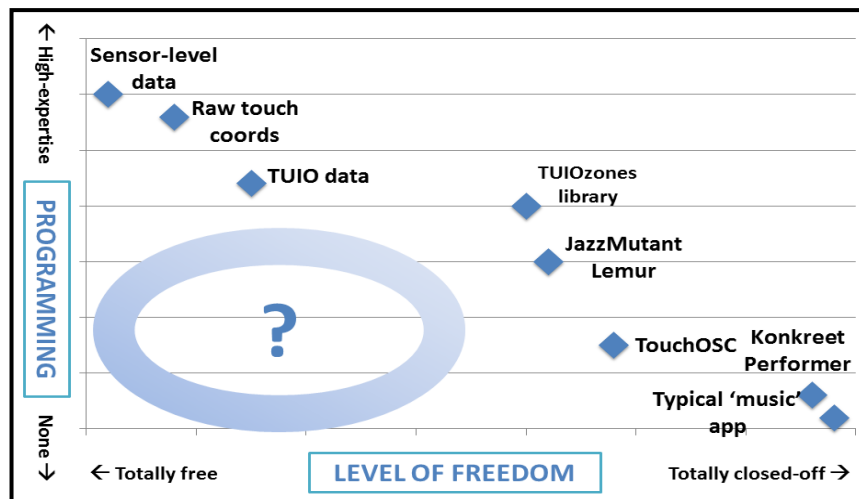 ← None High-expertise →
PROGRAMMING
Sensor-level
data
Raw touch
coords
TUIO data
TUIOzones
library
JazzMutant
Lemur
?
TouchOSC
Konkreet
Performer
Typical ‘music’
app
← Totally free
LEVEL OF FREEDOM
Totally closed-off →